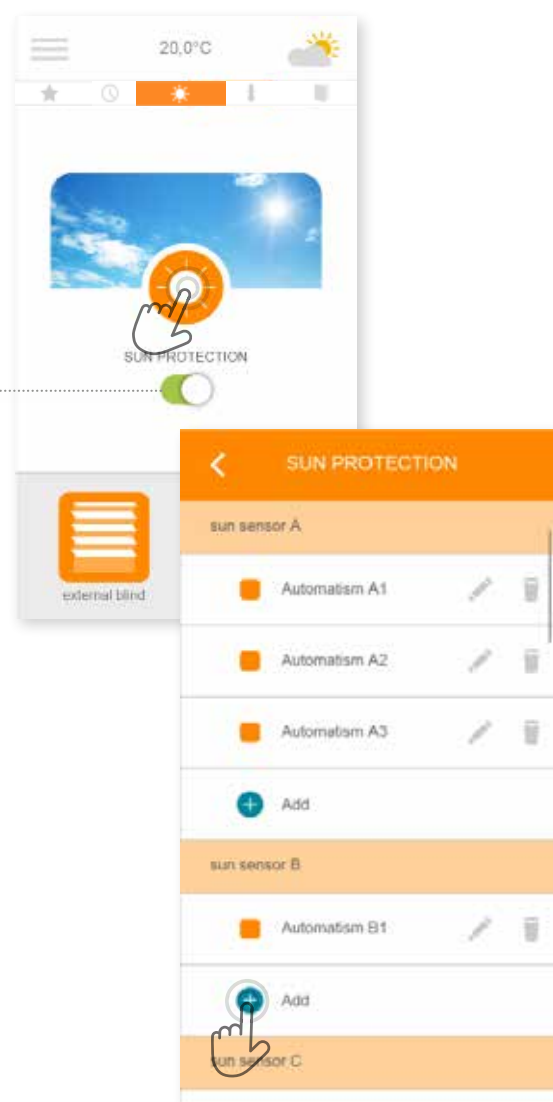 20,0°C
SUN PROTECTION
external blind
SUN PROTECTION
sun sensor A
Automatism A1
Automatism A2
Automatism A3
Add
sun sensor B
Automatism B1
Add
sun sensor C